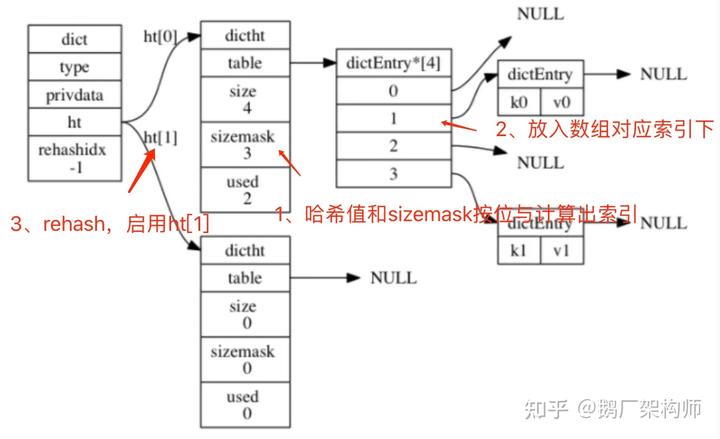 dict
type
privdata
ht
rehashidx
-1
ht[0]
ht[1]
3、rehash，启用ht[1]
dictht
table
size
4
sizemask
3
used
2
1、哈希值和sizemask按位与计算出索引
dictEntry*[4]
0
1
2
3
2、放入数组对应索引下
NULL
dictEntry
k0 v0
NULL
NULL
dictEntry
k1 v1
NULL
dictht
table
size
0
sizemask
0
used
0
NULL
知乎 @鹅厂架构师